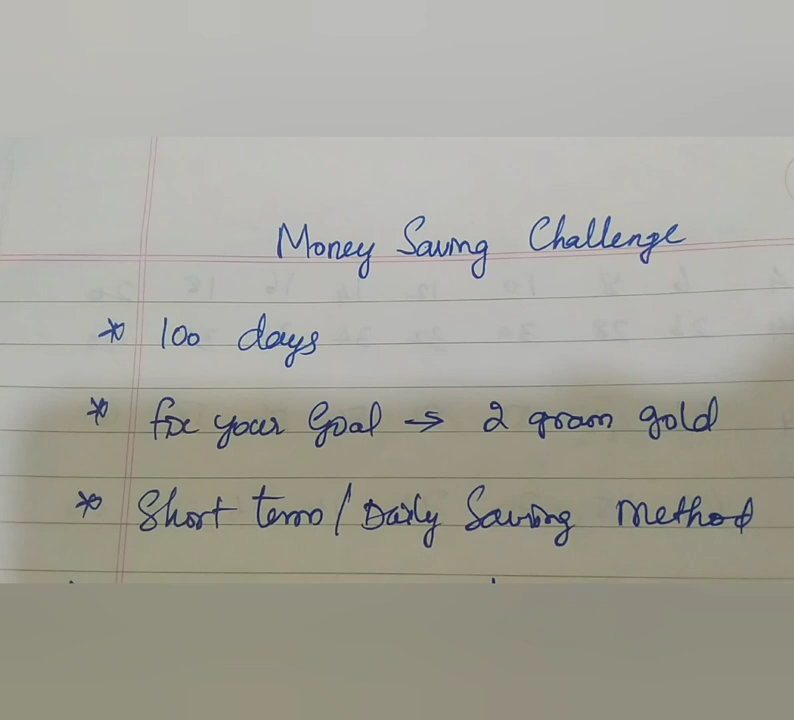 Money Saving Challenge
* 100 days
* fix your Goal → 2 gram gold
* Short term / Daily Saving Method